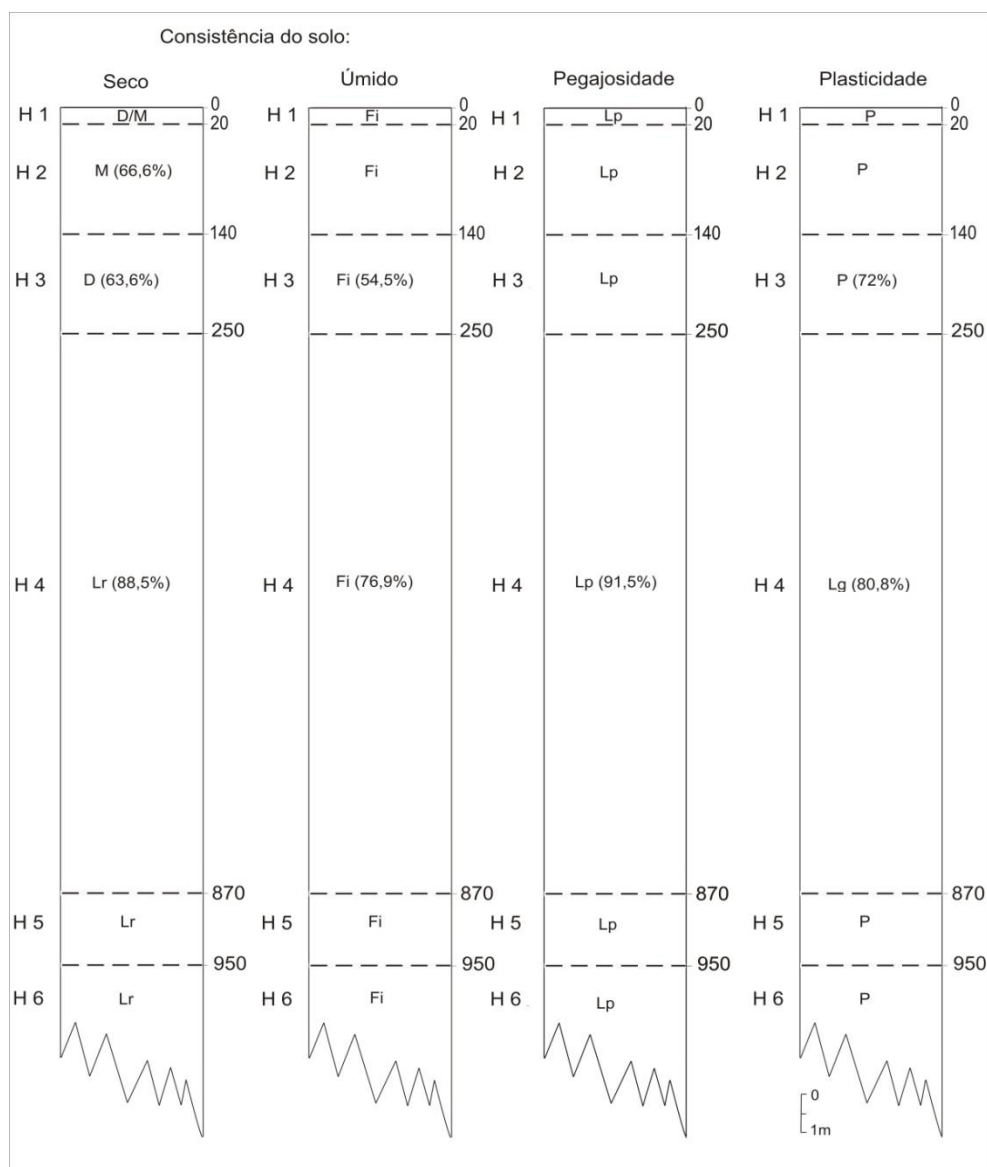 Consistência do solo:
Seco Úmido Pegajosidade Plasticidade
0 0 0 0
H 1 D/M H 1 Fi H 1 Lp H 1 P
20 20 20 20
H 2 M (66,6%) H 2 Fi H 2 Lp H 2 P
140 140 140 140
H 3 D (63,6%) H 3 Fi (54,5%) H 3 Lp H 3 P (72%)
250 250 250 250
H 4 Lr (88,5%) H 4 Fi (76,9%) H 4 Lp (91,5%) H 4 Lg (80,8%)
870 870 870 870
H 5 Lr H 5 Fi H 5 Lp H 5 P
950 950 950 950
H 6 Lr H 6 Fi H 6 Lp H 6 P
0
1m